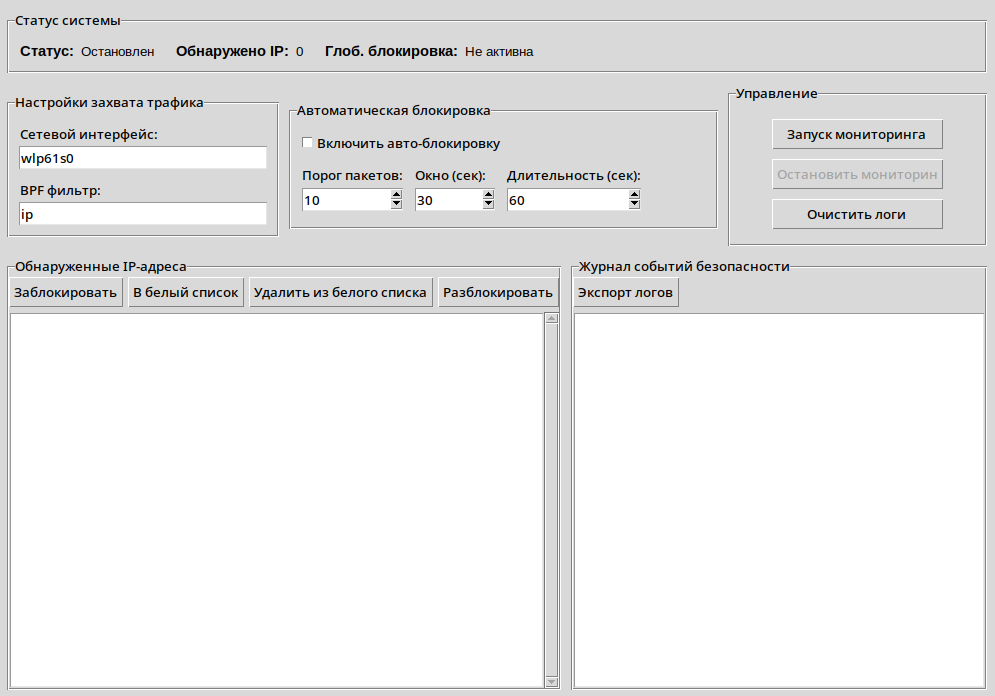 Статус системы
Статус: Остановлен Обнаружено IP: 0 Глоб. блокировка: Не активна
Настройки захвата трафика
Сетевой интерфейс:
wlp61s0
BPF фильтр:
ip
Автоматическая блокировка
Включить авто-блокировку
Порог пакетов: Окно (сек): Длительность (сек):
10 30 60
Управление
Запуск мониторинга
Остановить мониторин
Очистить логи
Обнаруженные IP-адреса
Заблокировать В белый список Удалить из белого списка Разблокировать
Журнал событий безопасности
Экспорт логов